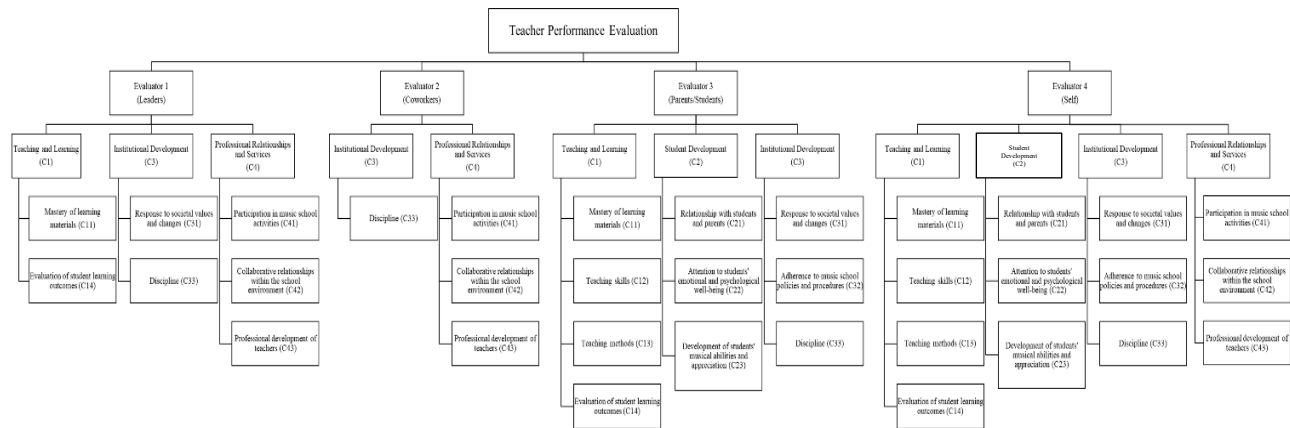 Teacher Performance Evaluation
Evaluator 1
(Leaders)
Evaluator 2
(Coworkers)
Evaluator 3
(Parents/Students)
Evaluator 4
(Self)
Teaching and Learning
(C1)
Institutional Development
(C3)
Professional Relationships
and Services
(C4)
Institutional Development
(C3)
Professional Relationships
and Services
(C4)
Teaching and Learning
(C1)
Student Development
(C2)
Institutional Development
(C3)
Teaching and Learning
(C1)
Student
Development
(C2)
Institutional Development
(C3)
Professional Relationships
and Services
(C4)
Mastery of learning
materials (C11)
Response to societal values
and changes (C31)
Participation in music school
activities (C41)
Discipline (C33)
Participation in music school
activities (C41)
Mastery of learning
materials (C11)
Relationship with students
and parents (C21)
Response to societal values
and changes (C31)
Mastery of learning
materials (C11)
Relationship with students
and parents (C21)
Response to societal values
and changes (C31)
Participation in music school
activities (C41)
Evaluation of student learning
outcomes (C14)
Discipline (C33)
Collaborative relationships
within the school
environment (C42)
Collaborative relationships
within the school
environment (C42)
Teaching skills (C12)
Attention to students'
emotional and psychological
well-being (C22)
Adherence to music school
policies and procedures (C32)
Teaching skills (C12)
Attention to students'
emotional and psychological
well-being (C22)
Adherence to music school
policies and procedures (C32)
Collaborative relationships
within the school
environment (C42)
Professional development of
teachers (C43)
Professional development of
teachers (C43)
Teaching methods (C13)
Development of students'
musical abilities and
appreciation (C23)
Discipline (C33)
Teaching methods (C13)
Development of students'
musical abilities and
appreciation (C23)
Discipline (C33)
Professional development of
teachers (C43)
Evaluation of student learning
outcomes (C14)
Evaluation of student learning
outcomes (C14)